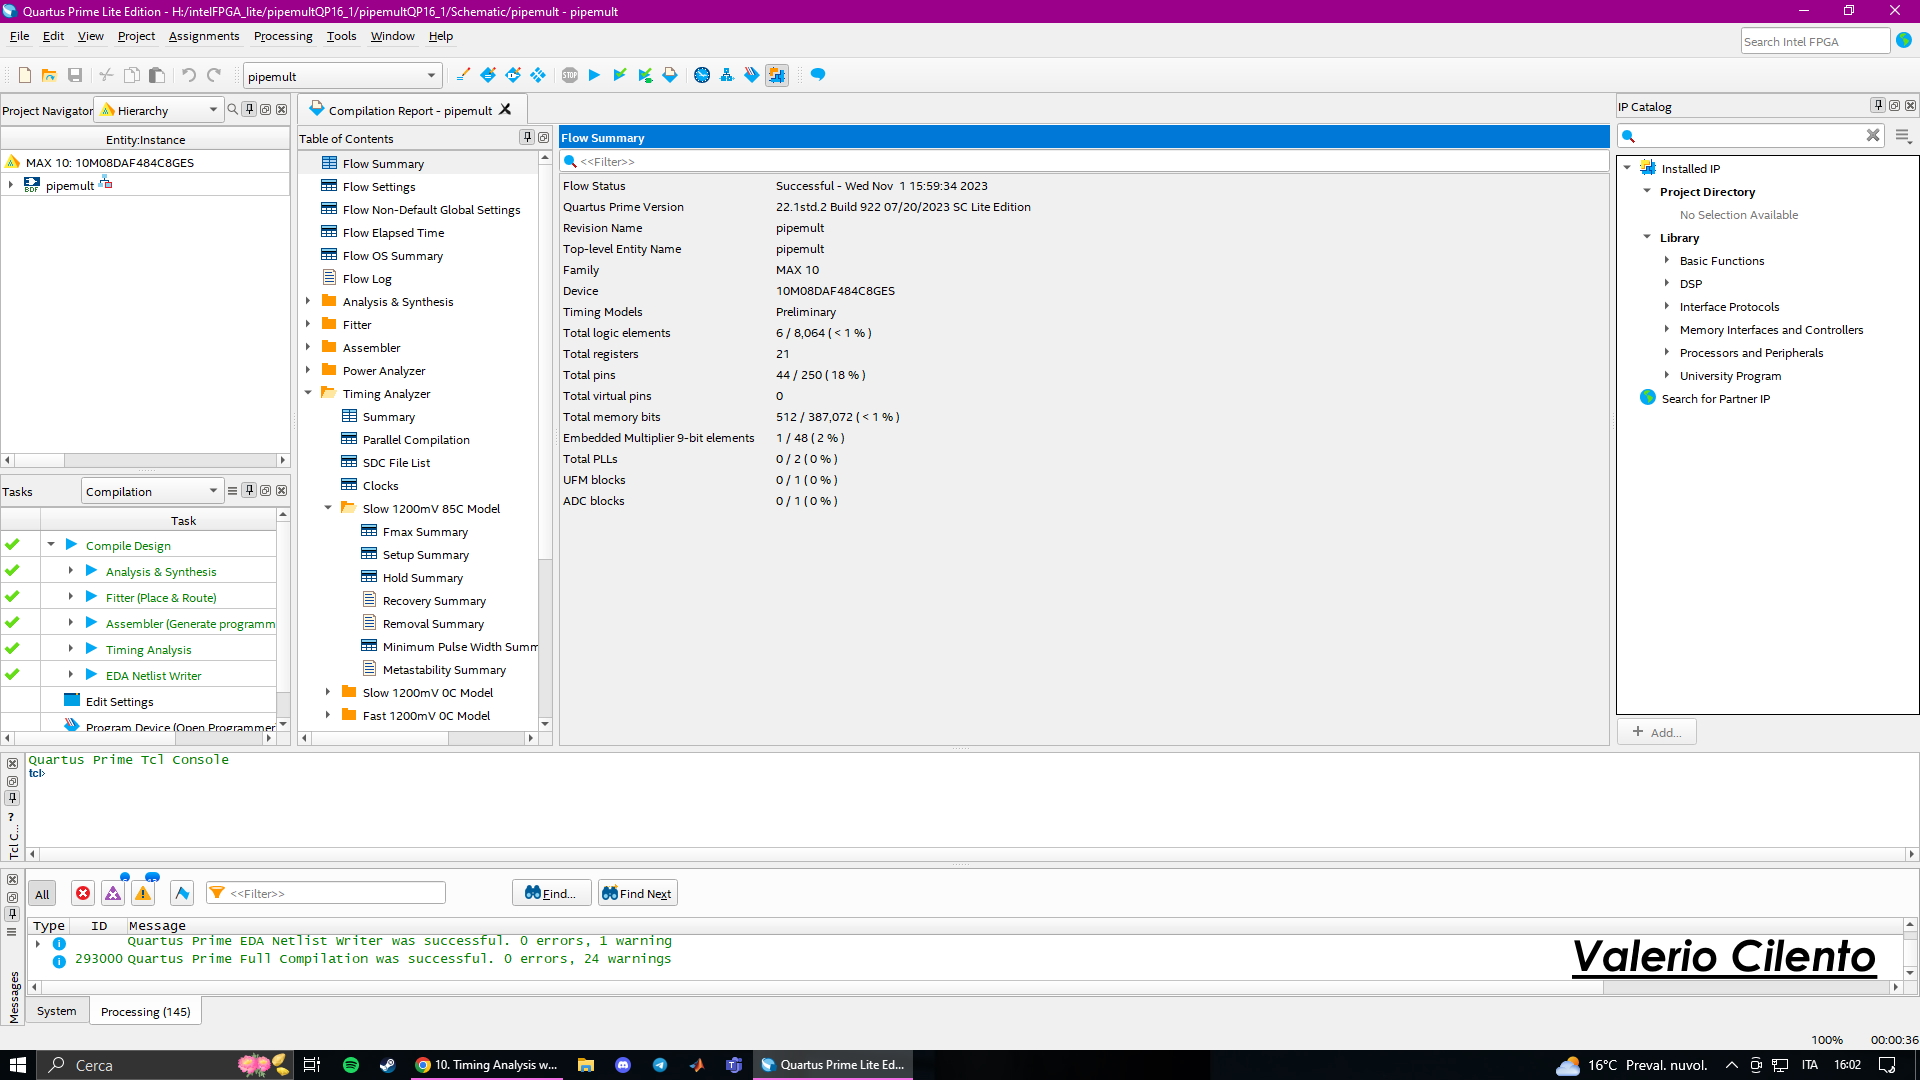 Quartus Prime Lite Edition - H:/intelFPGA_lite/pipemultQP16_1/pipemultQP16_1/Schematic/pipemult - pipemult
File Edit View Project Assignments Processing Tools Window Help
Search Intel FPGA
pipemult
Project Navigator Hierarchy
Entity:Instance
MAX 10: 10M08DAF484C8GES
BDF pipemult
Tasks Compilation
Task
Compile Design
Analysis & Synthesis
Fitter (Place & Route)
Assembler (Generate programm
Timing Analysis
EDA Netlist Writer
Edit Settings
Program Device (Open Programmer
Compilation Report - pipemult
Table of Contents
Flow Summary
Flow Settings
Flow Non-Default Global Settings
Flow Elapsed Time
Flow OS Summary
Flow Log
Analysis & Synthesis
Fitter
Assembler
Power Analyzer
Timing Analyzer
Summary
Parallel Compilation
SDC File List
Clocks
Slow 1200mV 85C Model
Fmax Summary
Setup Summary
Hold Summary
Recovery Summary
Removal Summary
Minimum Pulse Width Summ
Metastability Summary
Slow 1200mV 0C Model
Fast 1200mV 0C Model
Flow Summary
<<Filter>>
Flow Status Successful - Wed Nov 1 15:59:34 2023
Quartus Prime Version 22.1std.2 Build 922 07/20/2023 SC Lite Edition
Revision Name pipemult
Top-level Entity Name pipemult
Family MAX 10
Device 10M08DAF484C8GES
Timing Models Preliminary
Total logic elements 6 / 8,064 ( < 1 % )
Total registers 21
Total pins 44 / 250 ( 18 % )
Total virtual pins 0
Total memory bits 512 / 387,072 ( < 1 % )
Embedded Multiplier 9-bit elements 1 / 48 ( 2 % )
Total PLLs 0 / 2 ( 0 % )
UFM blocks 0 / 1 ( 0 % )
ADC blocks 0 / 1 ( 0 % )
IP Catalog
Installed IP
Project Directory
No Selection Available
Library
Basic Functions
DSP
Interface Protocols
Memory Interfaces and Controllers
Processors and Peripherals
University Program
Search for Partner IP
+ Add...
Quartus Prime Tcl Console
tcl>
Tcl C...
All <<Filter>> Find... Find Next
Type ID Message
Quartus Prime EDA Netlist Writer was successful. 0 errors, 1 warning
293000 Quartus Prime Full Compilation was successful. 0 errors, 24 warnings
Valerio Cilento
Messages
System Processing (145)
100% 00:00:36
Cerca
10. Timing Analysis w...
Quartus Prime Lite Ed...
16°C Preval. nuvol.
ITA 16:02